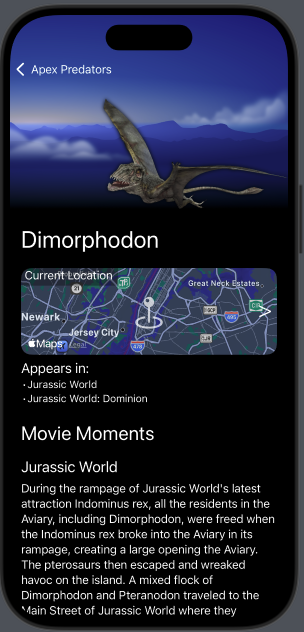 Apex Predators
Dimorphodon
Current Location
Great Neck Estates
21
Newark
Jersey City
495
Maps
Legal
478
Appears in:
· Jurassic World
· Jurassic World: Dominion
Movie Moments
Jurassic World
During the rampage of Jurassic World's latest
attraction Indominus rex, all the residents in the
Aviary, including Dimorphodon, were freed when
the Indominus rex broke into the Aviary in its
rampage, creating a large opening the Aviary.
The pterosaurs then escaped and wreaked
havoc on the island. A mixed flock of
Dimorphodon and Pteranodon traveled to the
Main Street of Jurassic World where they